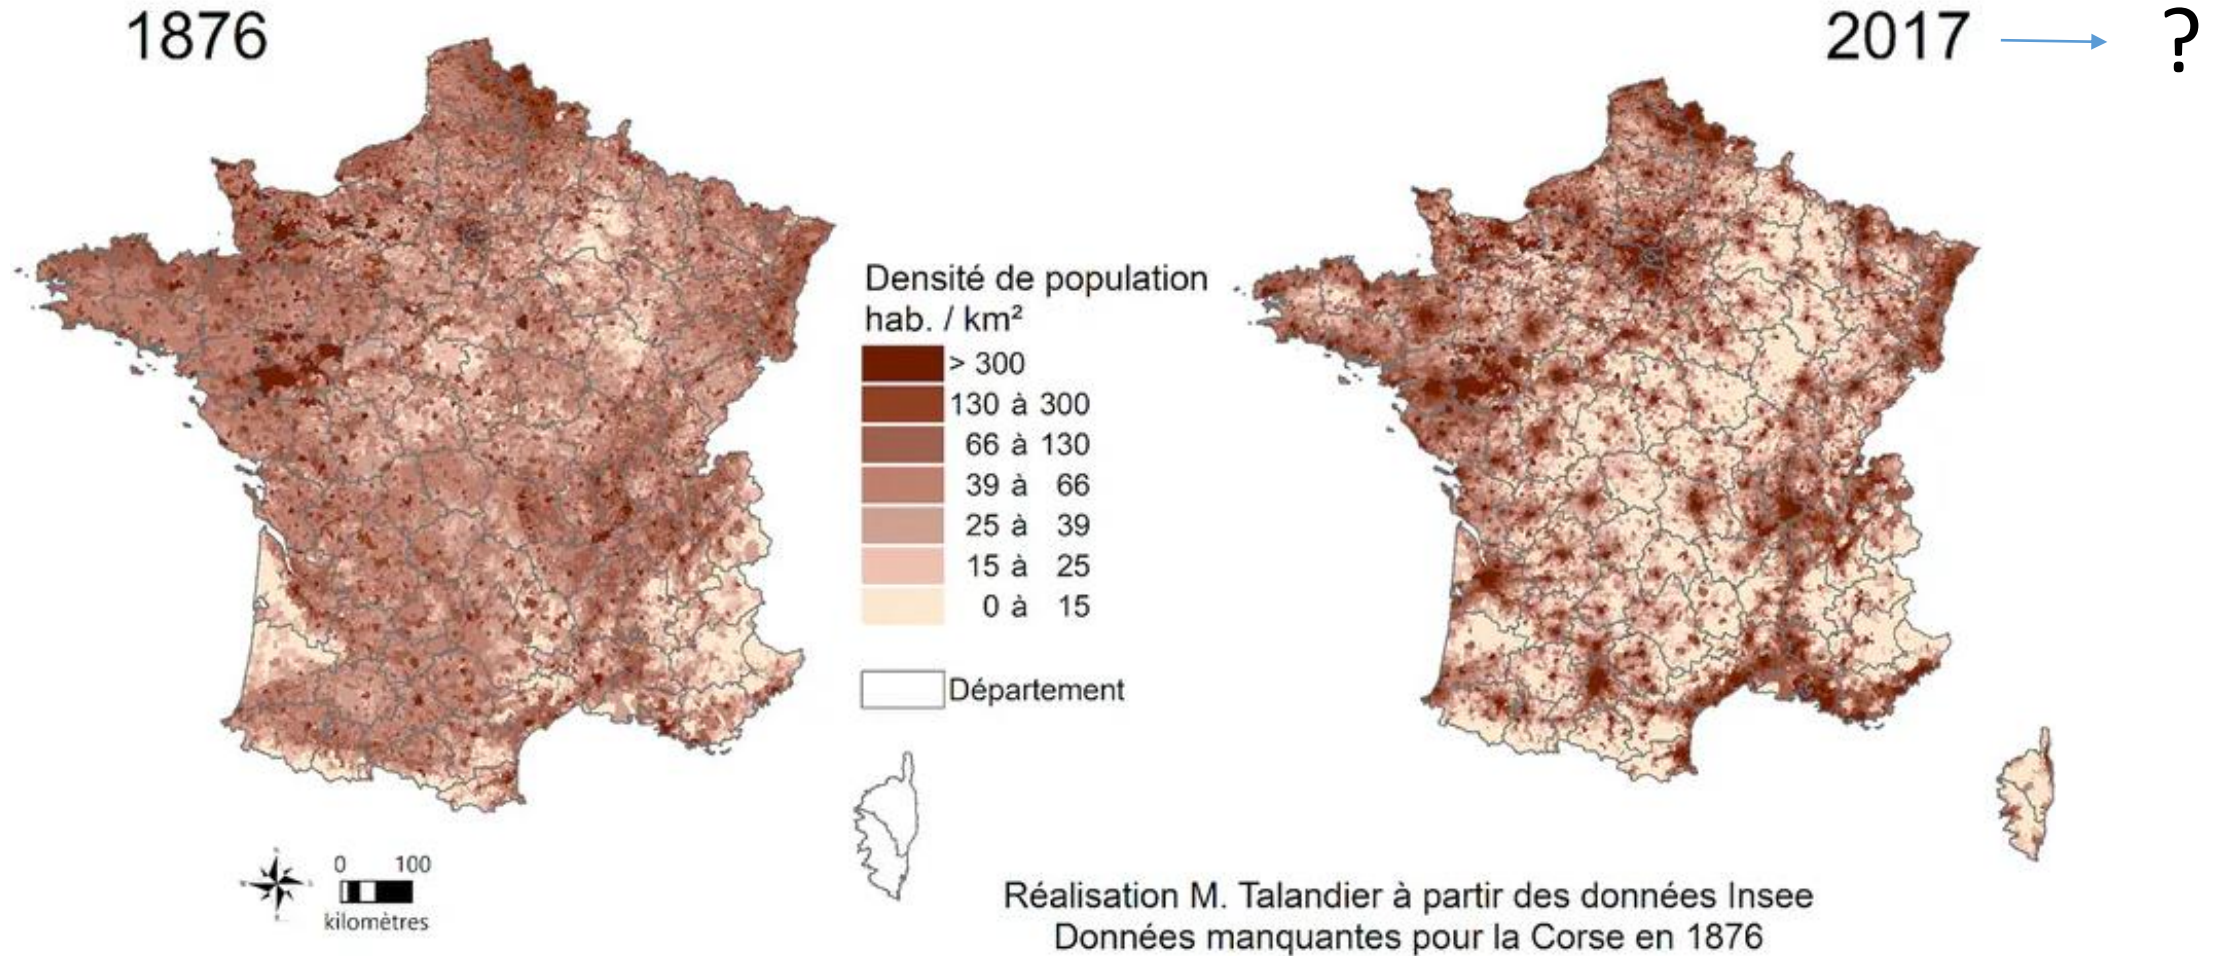 1876
2017
?
Densité de population
hab. / km²
> 300
130 à 300
66 à 130
39 à 66
25 à 39
15 à 25
0 à 15
Département
0 100
kilomètres
Réalisation M. Talandier à partir des données Insee
Données manquantes pour la Corse en 1876